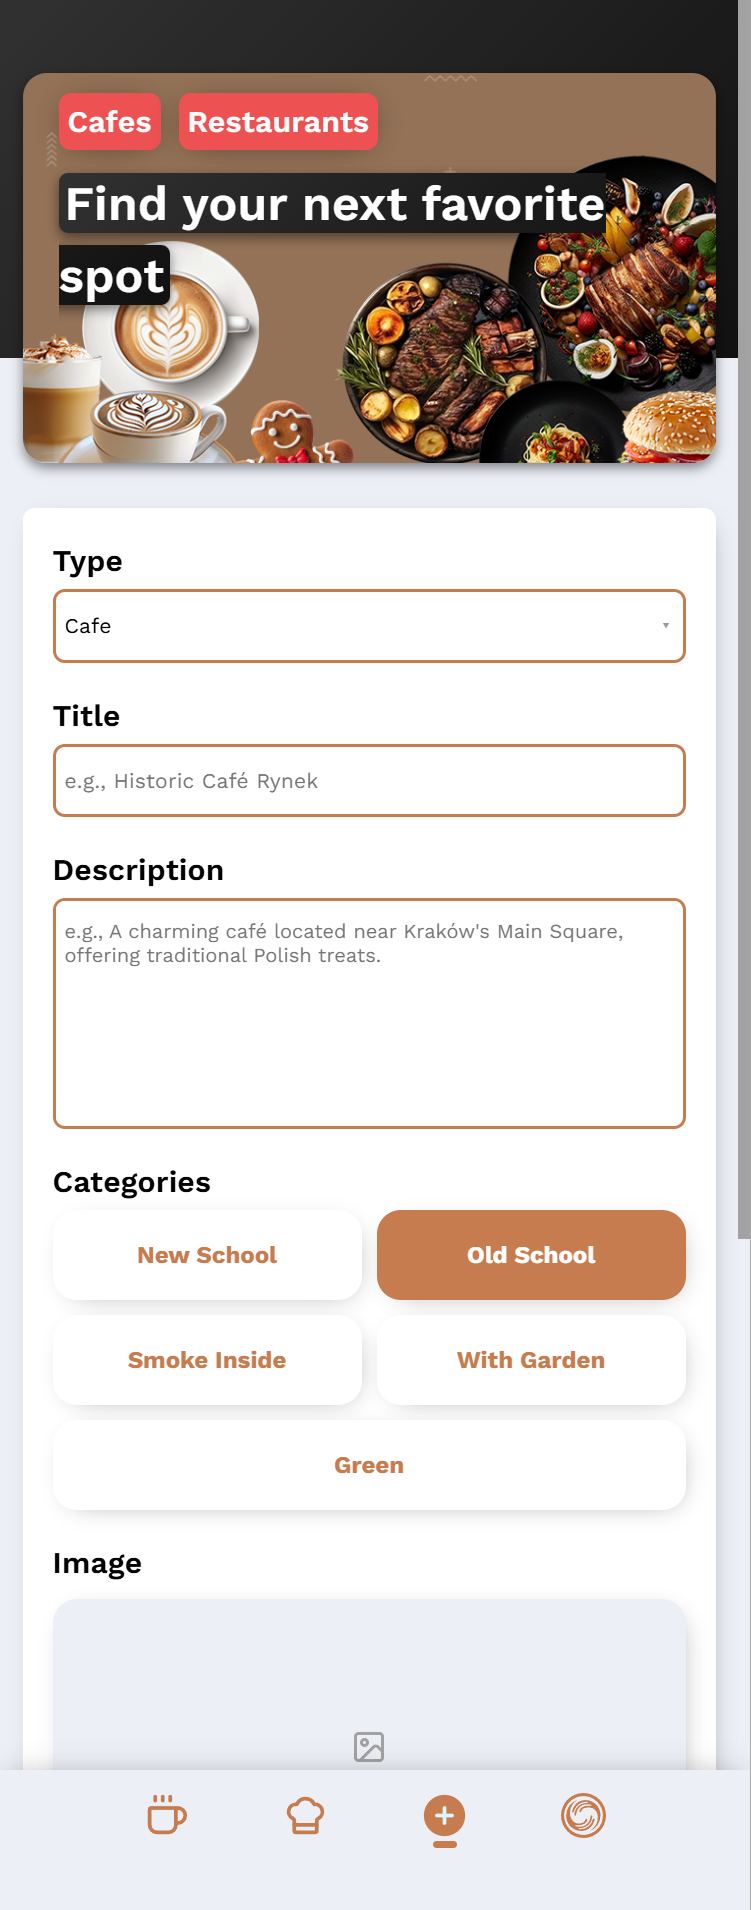 Cafes Restaurants
Find your next favorite
spot
Type
Cafe
Title
e.g., Historic Café Rynek
Description
e.g., A charming café located near Kraków's Main Square,
offering traditional Polish treats.
Categories
New School Old School
Smoke Inside With Garden
Green
Image